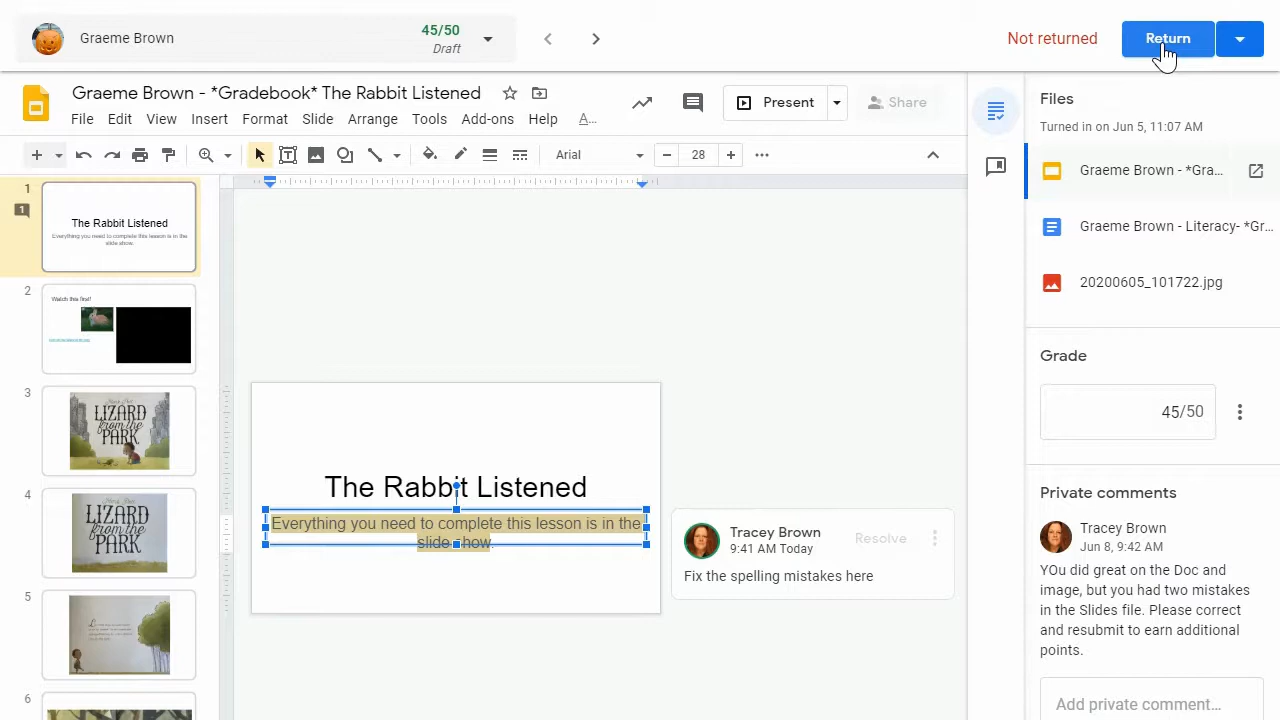 Graeme Brown
45/50
Draft
Not returned
Return
Graeme Brown - *Gradebook* The Rabbit Listened
File Edit View Insert Format Slide Arrange Tools Add-ons Help A...
Present
Share
Arial
28
Files
Turned in on Jun 5, 11:07 AM
Graeme Brown - *Gra...
Graeme Brown - Literacy- *Gr...
20200605_101722.jpg
Grade
45/50
Private comments
Tracey Brown
Jun 8, 9:42 AM
YOu did great on the Doc and
image, but you had two mistakes
in the Slides file. Please correct
and resubmit to earn additional
points.
Add private comment...
1
1
The Rabbit Listened
Everything you need to complete this lesson is in the
slide show.
2
Watch this first!
3
LIZARD
from the
PARK
4
LIZARD
from the
PARK
5
6
The Rabbit Listened
Everything you need to complete this lesson is in the
slide show.
Tracey Brown
9:41 AM Today
Resolve
Fix the spelling mistakes here